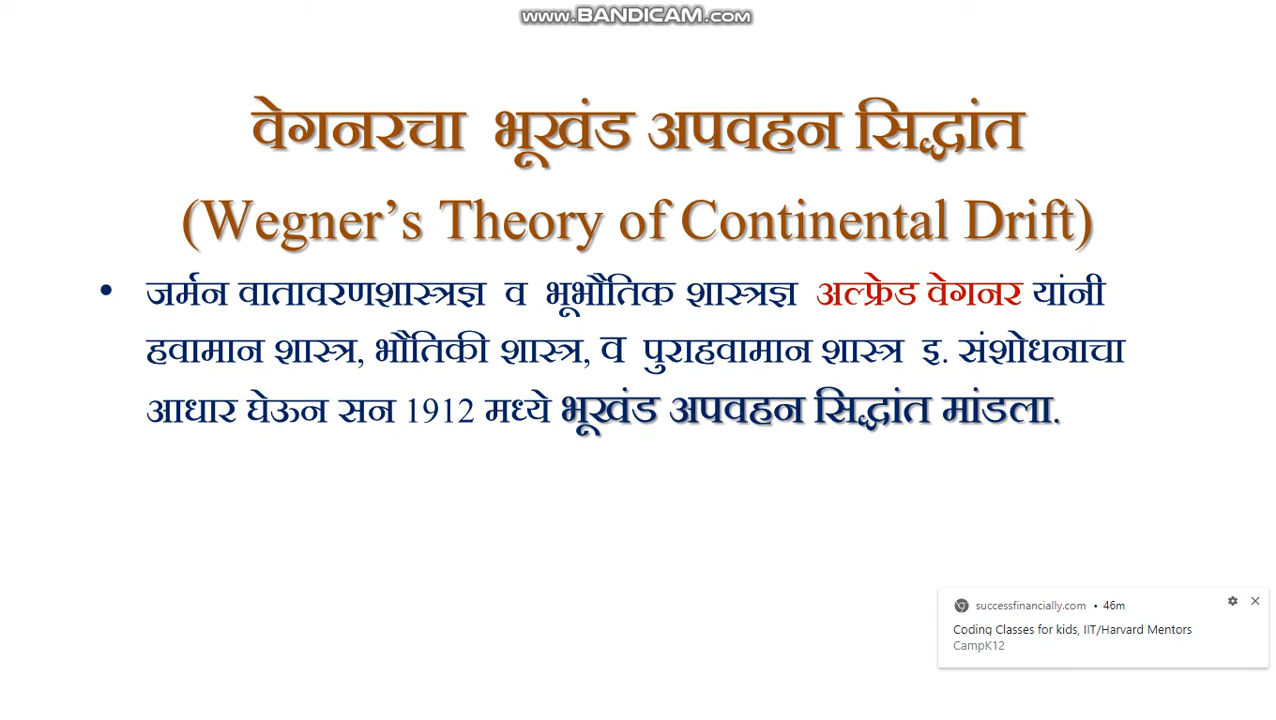 www.BANDICAM.com
वेगनरचा भूखंड अपवहन सिद्धांत
(Wegner’s Theory of Continental Drift)
• जर्मन वातावरणशास्त्रज्ञ व भूभौतिक शास्त्रज्ञ अल्फ्रेड वेगनर यांनी
हवामान शास्त्र, भौतिकी शास्त्र, व पुराहवामान शास्त्र इ. संशोधनाचा
आधार घेऊन सन 1912 मध्ये भूखंड अपवहन सिद्धांत मांडला.
successfinancially.com • 46m
Coding Classes for kids, IIT/Harvard Mentors
CampK12